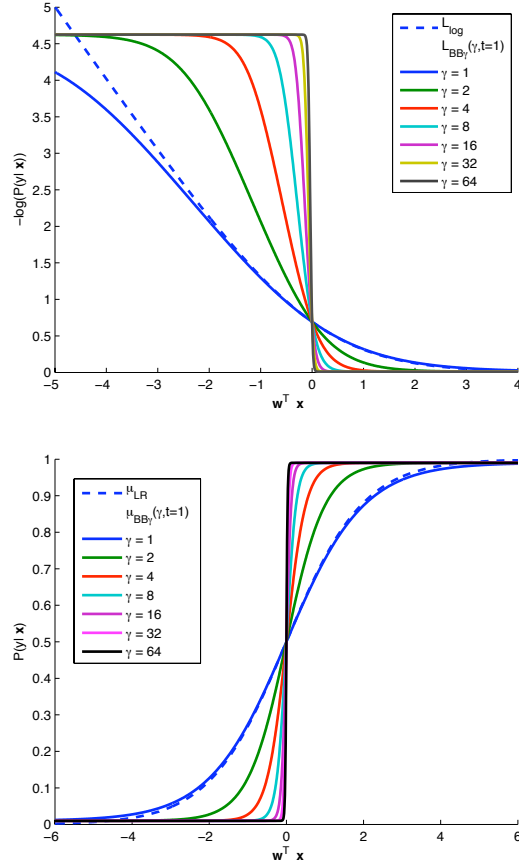 5
4.5
4
3.5
3
2.5
2
1.5
1
0.5
0
−log(P(y| x))
−5 −4 −3 −2 −1 0 1 2 3 4
wᵀ x
L_log
L_BBγ(γ,t=1)
γ = 1
γ = 2
γ = 4
γ = 8
γ = 16
γ = 32
γ = 64
1
0.9
0.8
0.7
0.6
0.5
0.4
0.3
0.2
0.1
0
P(y| x)
−6 −4 −2 0 2 4 6
wᵀ x
μ_LR
μ_BBγ(γ,t=1)
γ = 1
γ = 2
γ = 4
γ = 8
γ = 16
γ = 32
γ = 64